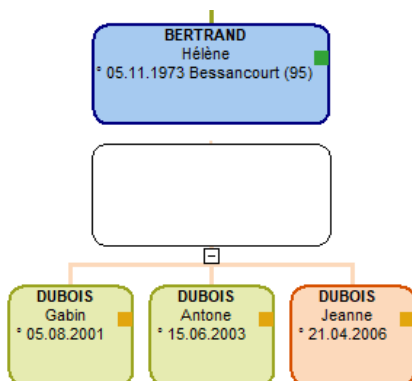 BERTRAND
Hélène
° 05.11.1973 Bessancourt (95)
DUBOIS
Gabin
° 05.08.2001
DUBOIS
Antone
° 15.06.2003
DUBOIS
Jeanne
° 21.04.2006